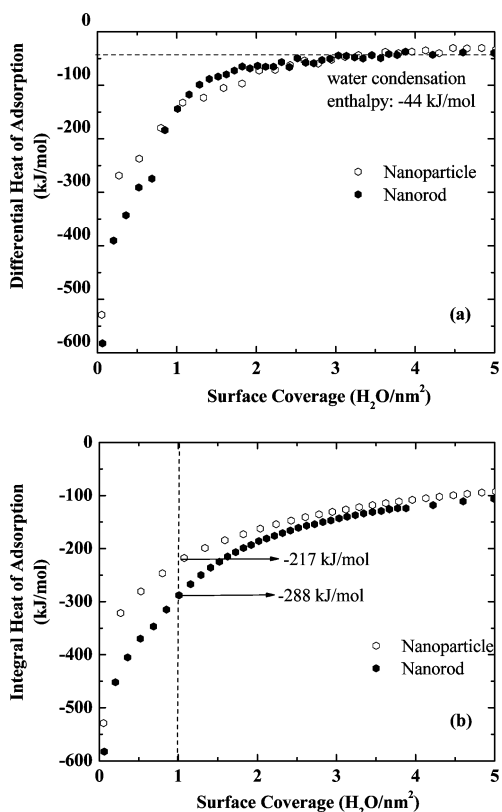 0
-100
-200
-300
-400
-500
-600
Differential Heat of Adsorption
(kJ/mol)
water condensation
enthalpy: -44 kJ/mol
Nanoparticle
Nanorod
(a)
0 1 2 3 4 5
Surface Coverage (H₂O/nm²)
0
-100
-200
-300
-400
-500
-600
Integral Heat of Adsorption
(kJ/mol)
-217 kJ/mol
-288 kJ/mol
Nanoparticle
Nanorod
(b)
0 1 2 3 4 5
Surface Coverage (H₂O/nm²)